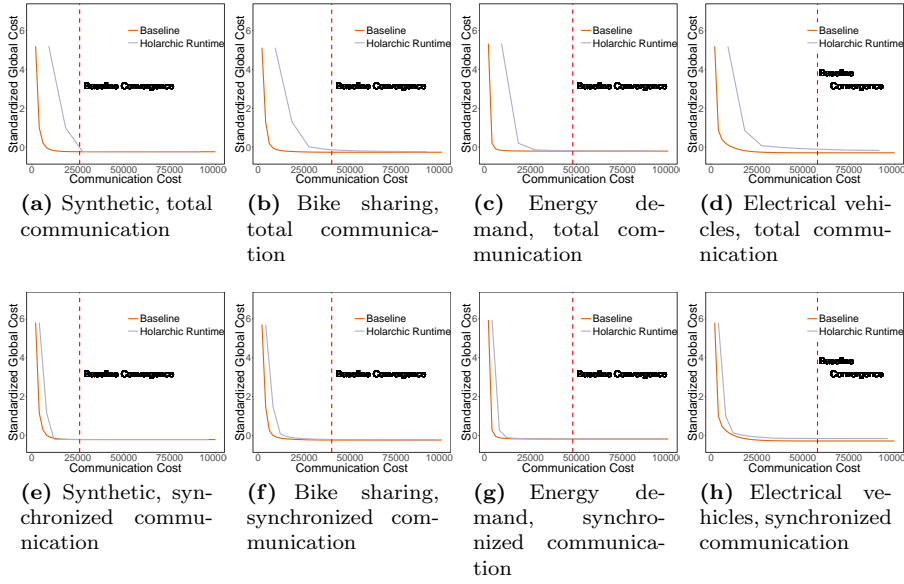 Standardized Global Cost
6
4
2
0
Baseline
Holarchic Runtime
Baseline Convergence
0 25000 50000 75000 10000
Communication Cost
(a) Synthetic, total
communication
Standardized Global Cost
6
4
2
0
Baseline
Holarchic Runtime
Baseline Convergence
0 25000 50000 75000 10000
Communication Cost
(b) Bike sharing,
total communica-
tion
Standardized Global Cost
6
4
2
0
Baseline
Holarchic Runtime
Baseline Convergence
0 25000 50000 75000 10000
Communication Cost
(c) Energy de-
mand, total com-
munication
Standardized Global Cost
6
4
2
0
Baseline
Holarchic Runtime
Baseline
Convergence
0 25000 50000 75000 10000
Communication Cost
(d) Electrical vehi-
cles, total commu-
nication
Standardized Global Cost
6
4
2
0
Baseline
Holarchic Runtime
Baseline Convergence
0 25000 50000 75000 10000
Communication Cost
(e) Synthetic, syn-
chronized commu-
nication
Standardized Global Cost
6
4
2
0
Baseline
Holarchic Runtime
Baseline Convergence
0 25000 50000 75000 10000
Communication Cost
(f) Bike sharing,
synchronized com-
munication
Standardized Global Cost
6
4
2
0
Baseline
Holarchic Runtime
Baseline Convergence
0 25000 50000 75000 10000
Communication Cost
(g) Energy de-
mand, synchro-
nized communica-
tion
Standardized Global Cost
6
4
2
0
Baseline
Holarchic Runtime
Baseline
Convergence
0 25000 50000 75000 10000
Communication Cost
(h) Electrical ve-
hicles, synchronized
communication